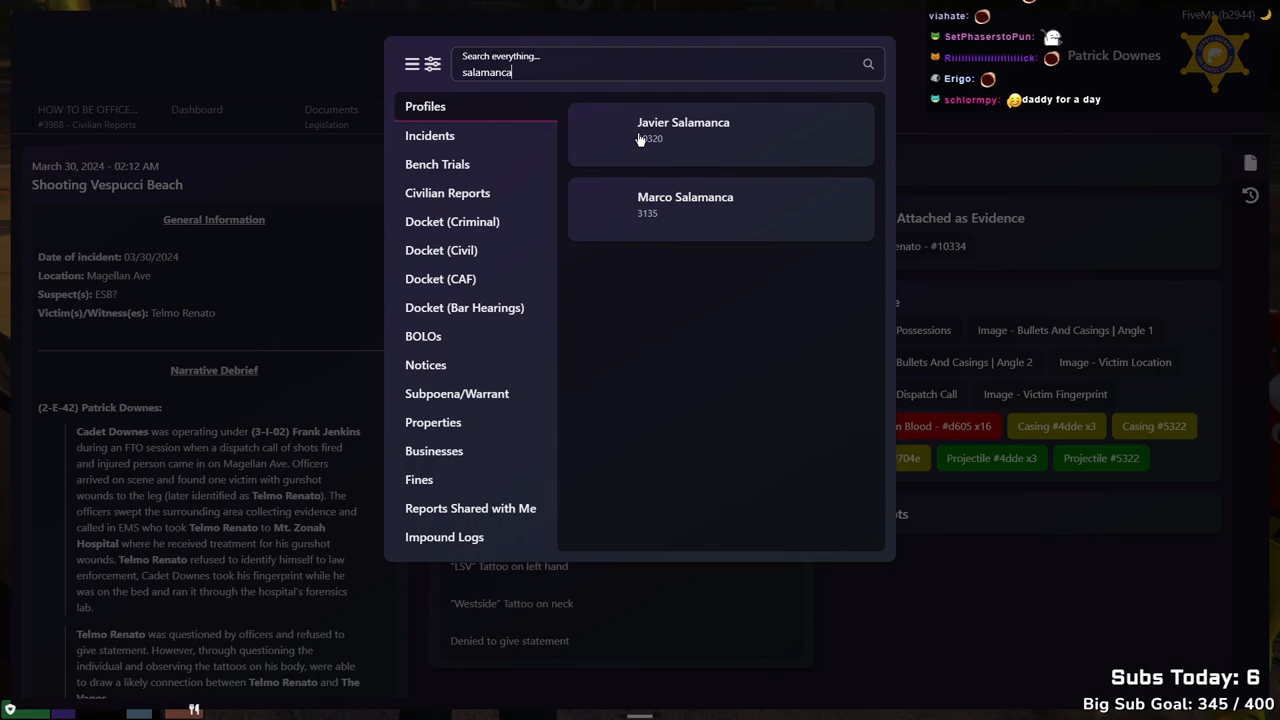 viahate:
FiveM® (b2944)
SetPhaserstoPun:
Patrick Downes
Riiiiiiiiiiiiiiiiiiiiick:
Erigo:
schlormpy: daddy for a day
Search everything...
salamanca
Profiles
Incidents
Bench Trials
Civilian Reports
Docket (Criminal)
Docket (Civil)
Docket (CAF)
Docket (Bar Hearings)
BOLOs
Notices
Subpoena/Warrant
Properties
Businesses
Fines
Reports Shared with Me
Impound Logs
Javier Salamanca
0320
Marco Salamanca
3135
HOW TO BE OFFICE...
#3988 - Civilian Reports
Dashboard
Documents
Legislation
March 30, 2024 - 02:12 AM
Shooting Vespucci Beach
General Information
Date of incident: 03/30/2024
Location: Magellan Ave
Suspect(s): ESB?
Victim(s)/Witness(es): Telmo Renato
Narrative Debrief
(2-E-42) Patrick Downes:
Cadet Downes was operating under (3-I-02) Frank Jenkins
during an FTO session when a dispatch call of shots fired
and injured person came in on Magellan Ave. Officers
arrived on scene and found one victim with gunshot
wounds to the leg (later identified as Telmo Renato). The
officers swept the surrounding area collecting evidence and
called in EMS who took Telmo Renato to Mt. Zonah
Hospital where he received treatment for his gunshot
wounds. Telmo Renato refused to identify himself to law
enforcement, Cadet Downes took his fingerprint while he
was on the bed and ran it through the hospital's forensics
lab.
Telmo Renato was questioned by officers and refused to
give statement. However, through questioning the
individual and observing the tattoos on his body, were able
to draw a likely connection between Telmo Renato and The
Vagos
"LSV" Tattoo on left hand
"Westside" Tattoo on neck
Denied to give statement
Attached as Evidence
enato - #10334
Possessions
Image - Bullets And Casings | Angle 1
Bullets And Casings | Angle 2
Image - Victim Location
Dispatch Call
Image - Victim Fingerprint
n Blood - #d605 x16
Casing #4dde x3
Casing #5322
704e
Projectile #4dde x3
Projectile #5322
ts
Subs Today: 6
Big Sub Goal: 345 / 400